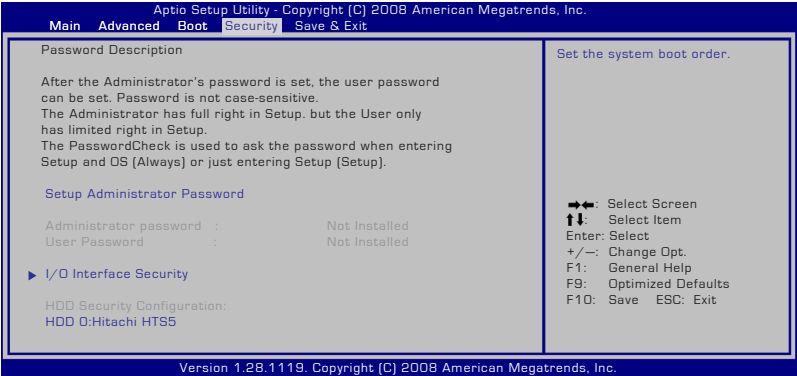 Aptio Setup Utility - Copyright (C) 2008 American Megatrends, Inc.
Main Advanced Boot Security Save & Exit
Password Description
After the Administrator's password is set, the user password
can be set. Password is not case-sensitive.
The Administrator has full right in Setup. but the User only
has limited right in Setup.
The PasswordCheck is used to ask the password when entering
Setup and OS (Always) or just entering Setup (Setup).
Setup Administrator Password
Administrator password : Not Installed
User Password : Not Installed
I/O Interface Security
HDD Security Configuration:
HDD 0:Hitachi HTS5
Set the system boot order.
→←: Select Screen
↑↓: Select Item
Enter: Select
+/—: Change Opt.
F1: General Help
F9: Optimized Defaults
F10: Save ESC: Exit
Version 1.28.1119. Copyright (C) 2008 American Megatrends, Inc.